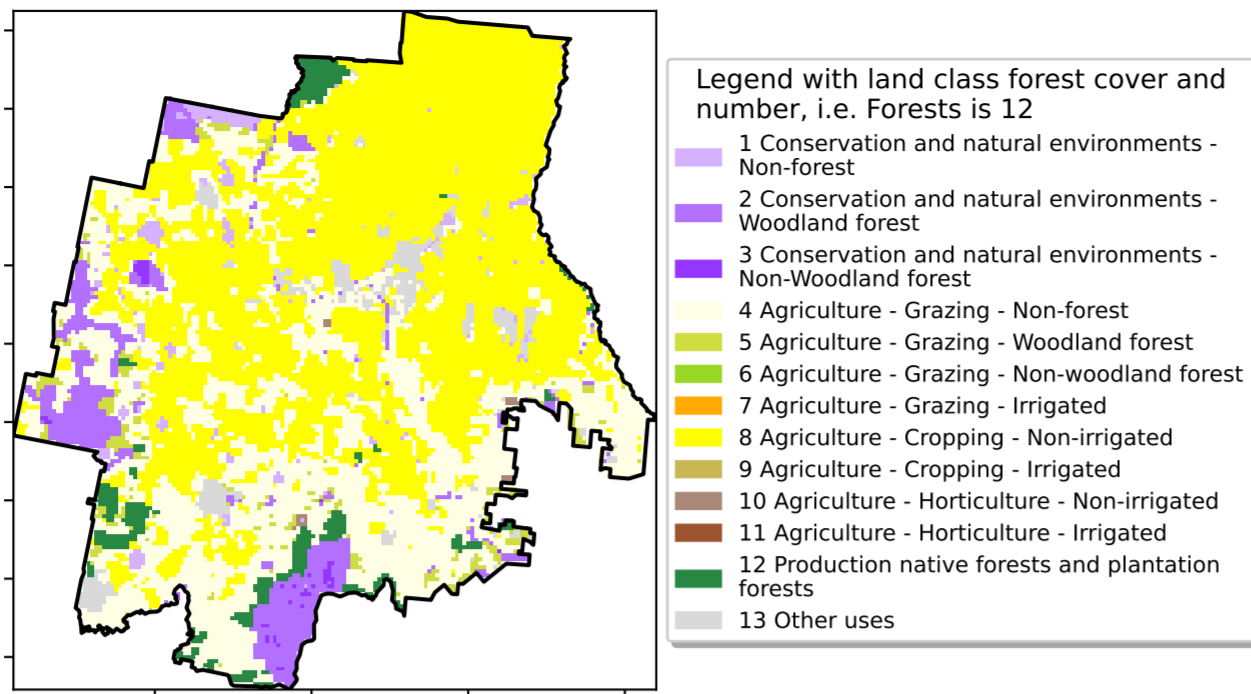 Legend with land class forest cover and
number, i.e. Forests is 12
1 Conservation and natural environments -
Non-forest
2 Conservation and natural environments -
Woodland forest
3 Conservation and natural environments -
Non-Woodland forest
4 Agriculture - Grazing - Non-forest
5 Agriculture - Grazing - Woodland forest
6 Agriculture - Grazing - Non-woodland forest
7 Agriculture - Grazing - Irrigated
8 Agriculture - Cropping - Non-irrigated
9 Agriculture - Cropping - Irrigated
10 Agriculture - Horticulture - Non-irrigated
11 Agriculture - Horticulture - Irrigated
12 Production native forests and plantation
forests
13 Other uses